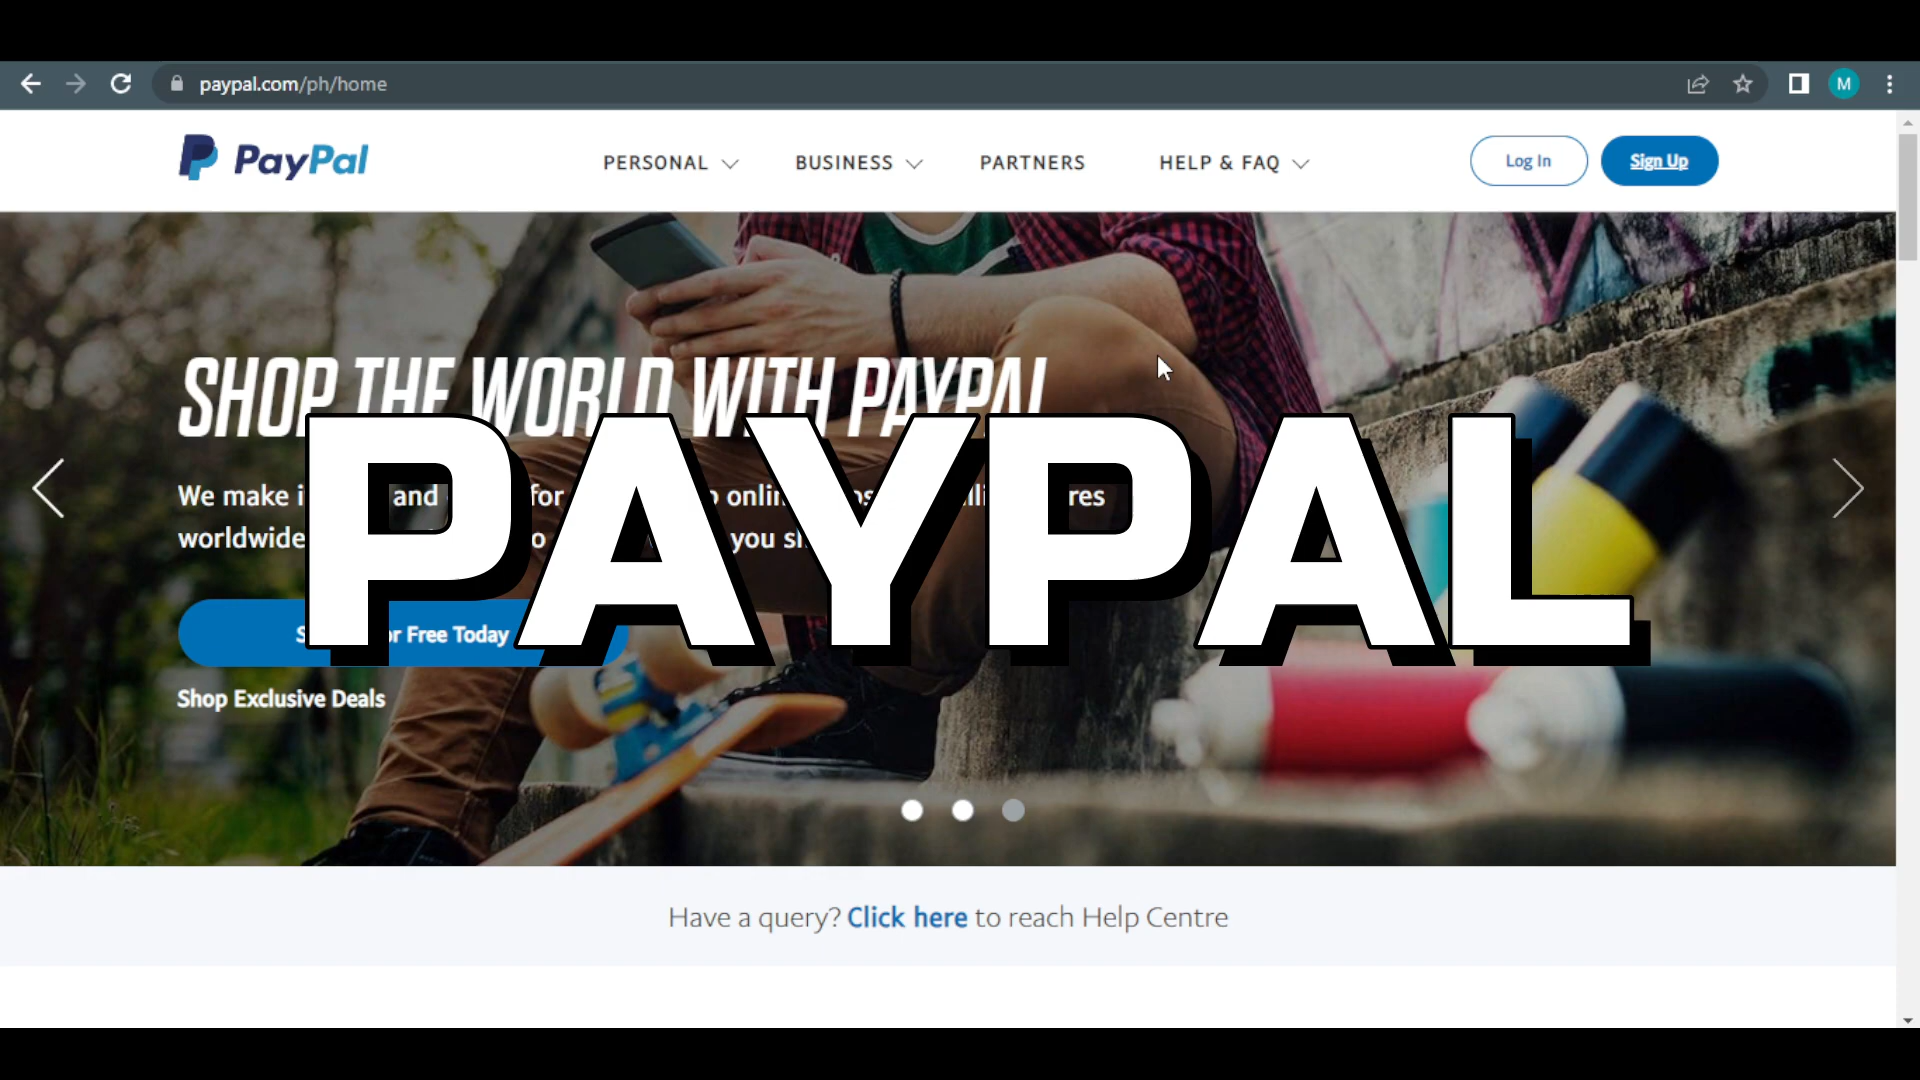 paypal.com/ph/home
M
PayPal
PERSONAL
BUSINESS
PARTNERS
HELP & FAQ
Log In
Sign Up
SHOP THE WORLD WITH PAYPAL
PAYPAL
We make and for
worldwide you
Free Today
Shop Exclusive Deals
Have a query? Click here to reach Help Centre